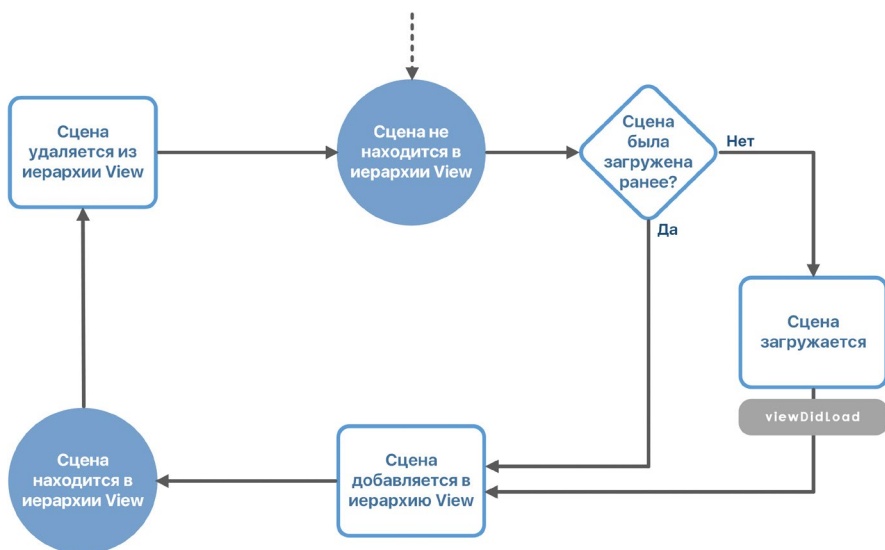 Сцена
удаляется из
иерархии View
Сцена не
находится в
иерархии View
Сцена
была
загружена
ранее?
Нет
Да
Сцена
загружается
viewDidLoad
Сцена
добавляется в
иерархию View
Сцена
находится в
иерархии View